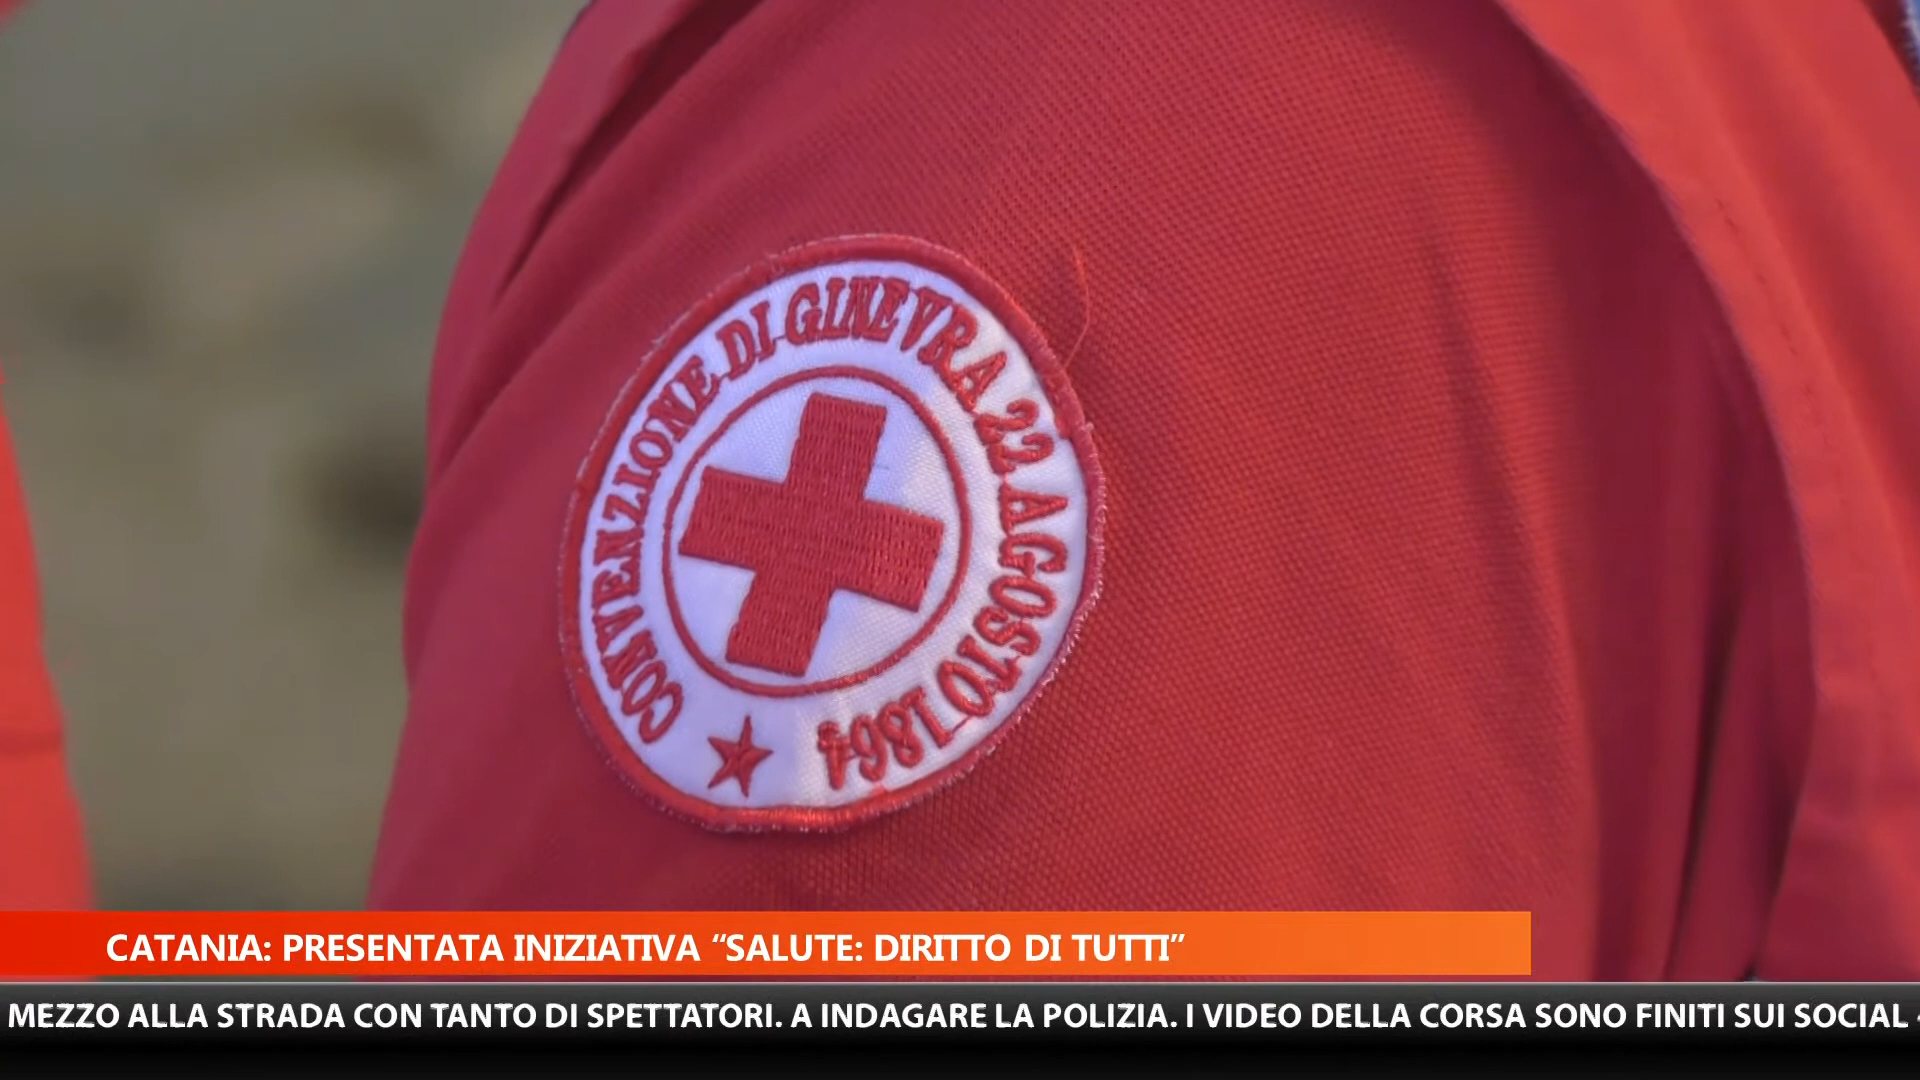 CONVENZIONE DI GINEVRA 22 AGOSTO 1864
CATANIA: PRESENTATA INIZIATIVA “SALUTE: DIRITTO DI TUTTI”
MEZZO ALLA STRADA CON TANTO DI SPETTATORI. A INDAGARE LA POLIZIA. I VIDEO DELLA CORSA SONO FINITI SUI SOCIAL